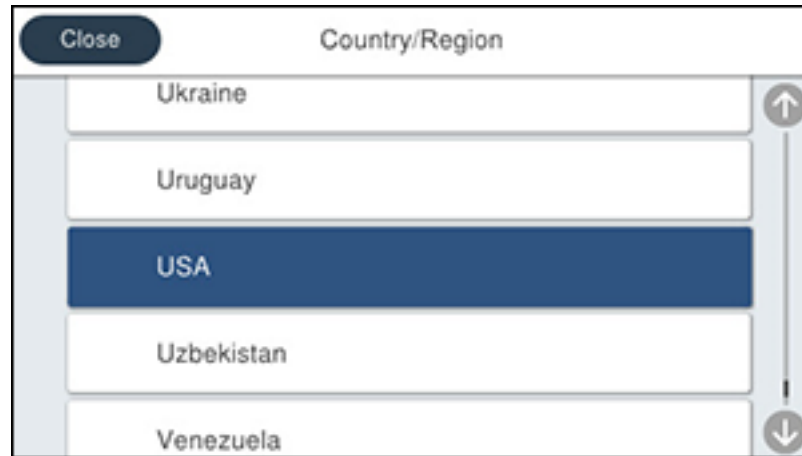 Close
Country/Region
Ukraine
Uruguay
USA
Uzbekistan
Venezuela